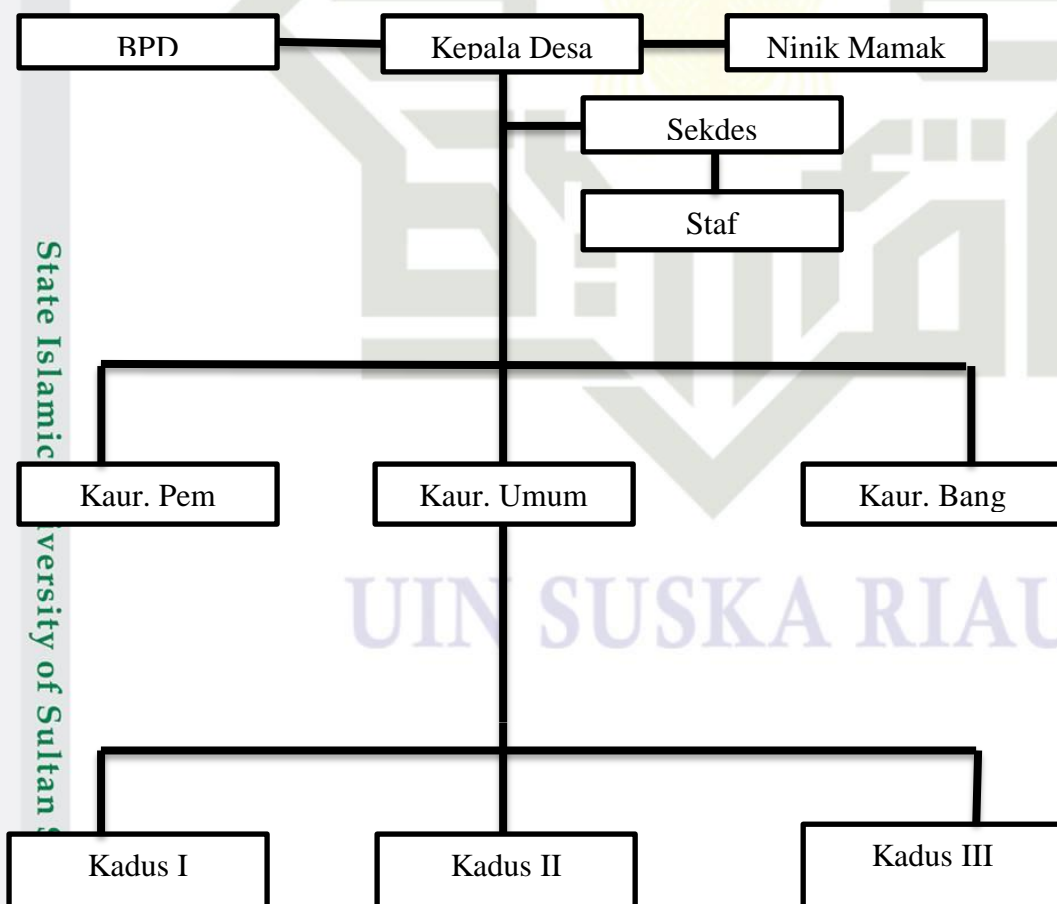 BPD
Kepala Desa
Ninik Mamak
Sekdes
Staf
Kaur. Pem
Kaur. Umum
Kaur. Bang
Kadus I
Kadus II
Kadus III
UIN SUSKA RIAU
State Islamic
of Sultan